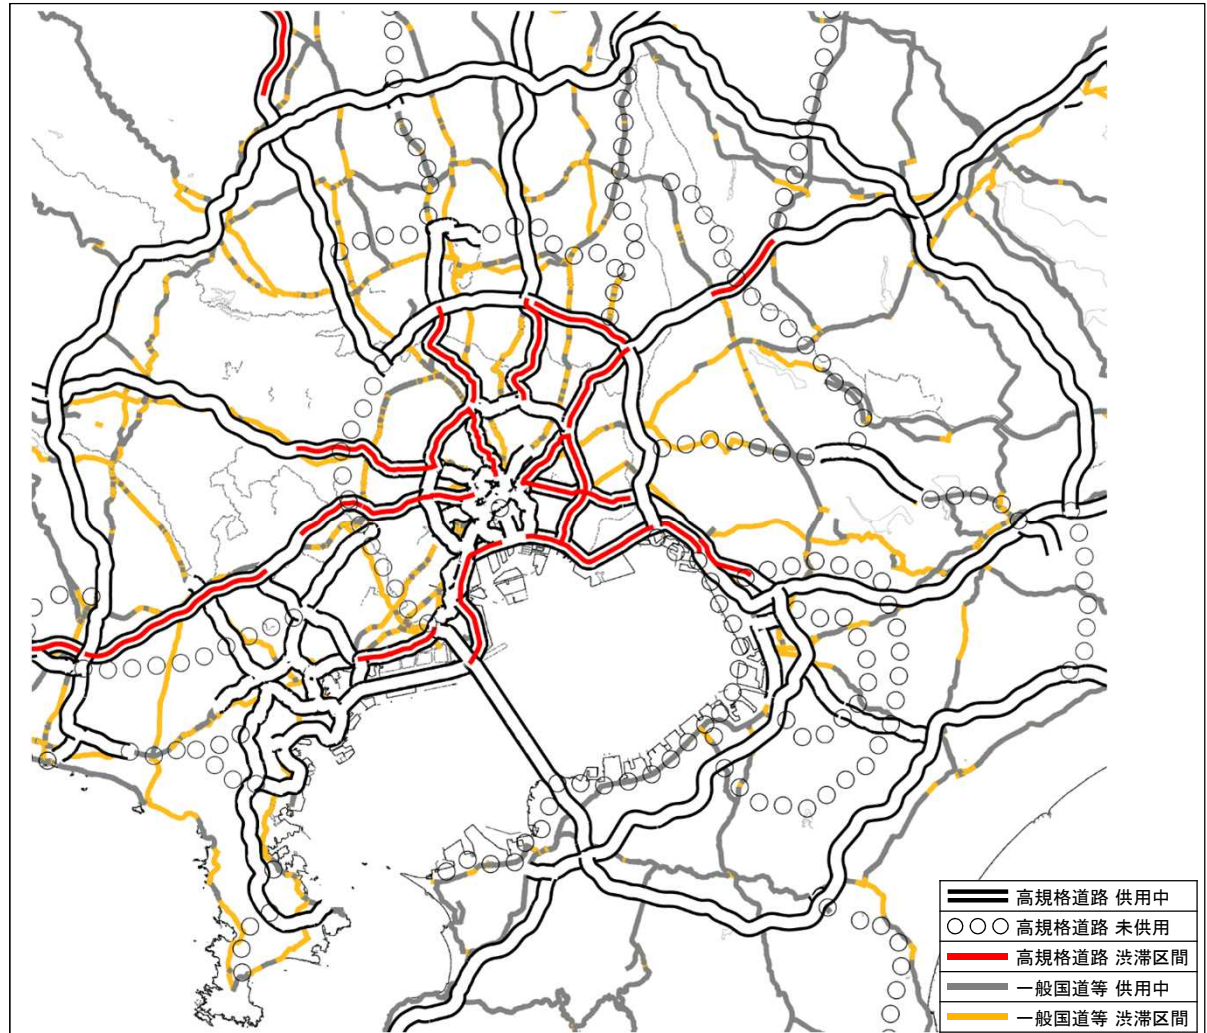 高規格道路 供用中
高規格道路 未供用
高規格道路 渋滞区間
一般国道等 供用中
一般国道等 渋滞区間